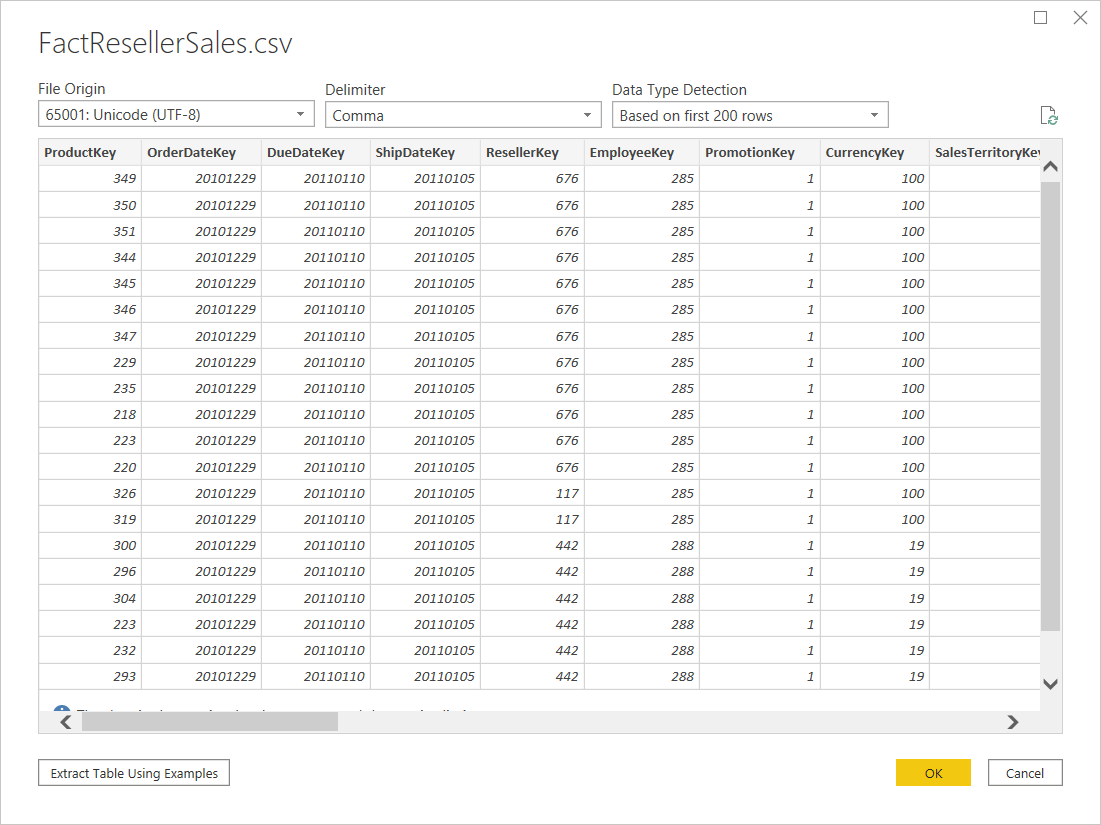 FactResellerSales.csv
File Origin Delimiter Data Type Detection
65001: Unicode (UTF-8) Comma Based on first 200 rows
ProductKey OrderDateKey DueDateKey ShipDateKey ResellerKey EmployeeKey PromotionKey CurrencyKey SalesTerritoryKey
349 20101229 20110110 20110105 676 285 1 100
350 20101229 20110110 20110105 676 285 1 100
351 20101229 20110110 20110105 676 285 1 100
344 20101229 20110110 20110105 676 285 1 100
345 20101229 20110110 20110105 676 285 1 100
346 20101229 20110110 20110105 676 285 1 100
347 20101229 20110110 20110105 676 285 1 100
229 20101229 20110110 20110105 676 285 1 100
235 20101229 20110110 20110105 676 285 1 100
218 20101229 20110110 20110105 676 285 1 100
223 20101229 20110110 20110105 676 285 1 100
220 20101229 20110110 20110105 676 285 1 100
326 20101229 20110110 20110105 117 285 1 100
319 20101229 20110110 20110105 117 285 1 100
300 20101229 20110110 20110105 442 288 1 19
296 20101229 20110110 20110105 442 288 1 19
304 20101229 20110110 20110105 442 288 1 19
223 20101229 20110110 20110105 442 288 1 19
232 20101229 20110110 20110105 442 288 1 19
293 20101229 20110110 20110105 442 288 1 19
Extract Table Using Examples OK Cancel